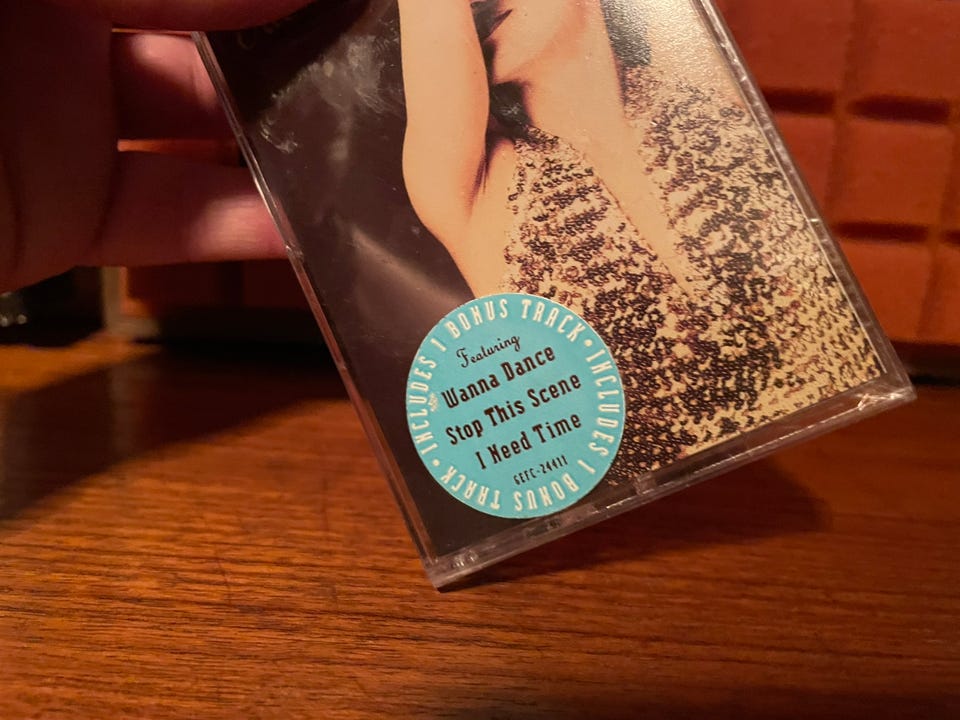 INCLUDES 1 BONUS TRACK • INCLUDES 1 BONUS TRACK •
Featuring
Wanna Dance
Stop This Scene
I Need Time
GEFC-24411